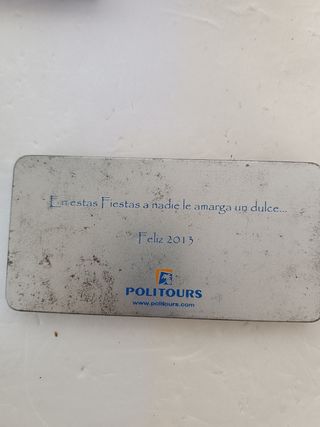 En estas Fiestas a nadie le amarga un dulce...
Feliz 2013
POLITOURS
www.politours.com